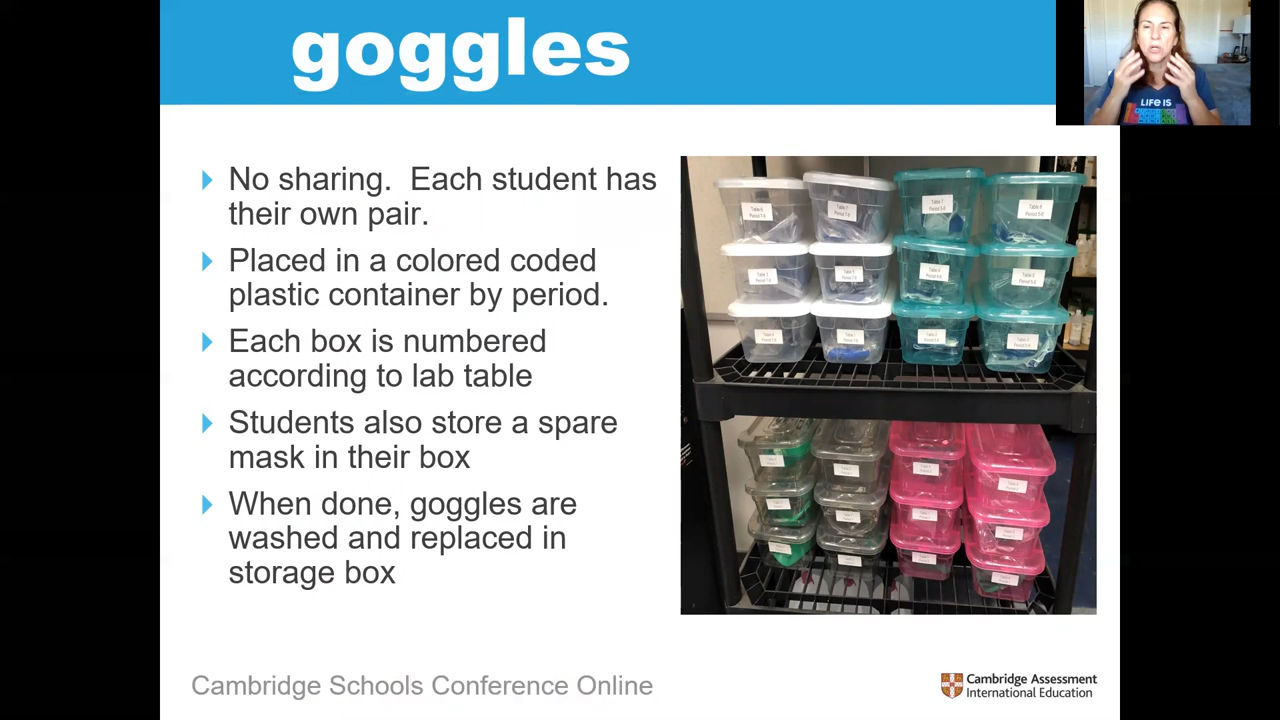 goggles
LIFE IS
No sharing.  Each student has
their own pair.
Placed in a colored coded
plastic container by period.
Each box is numbered
according to lab table
Students also store a spare
mask in their box
When done, goggles are
washed and replaced in
storage box
Cambridge Schools Conference Online
Cambridge Assessment
International Education